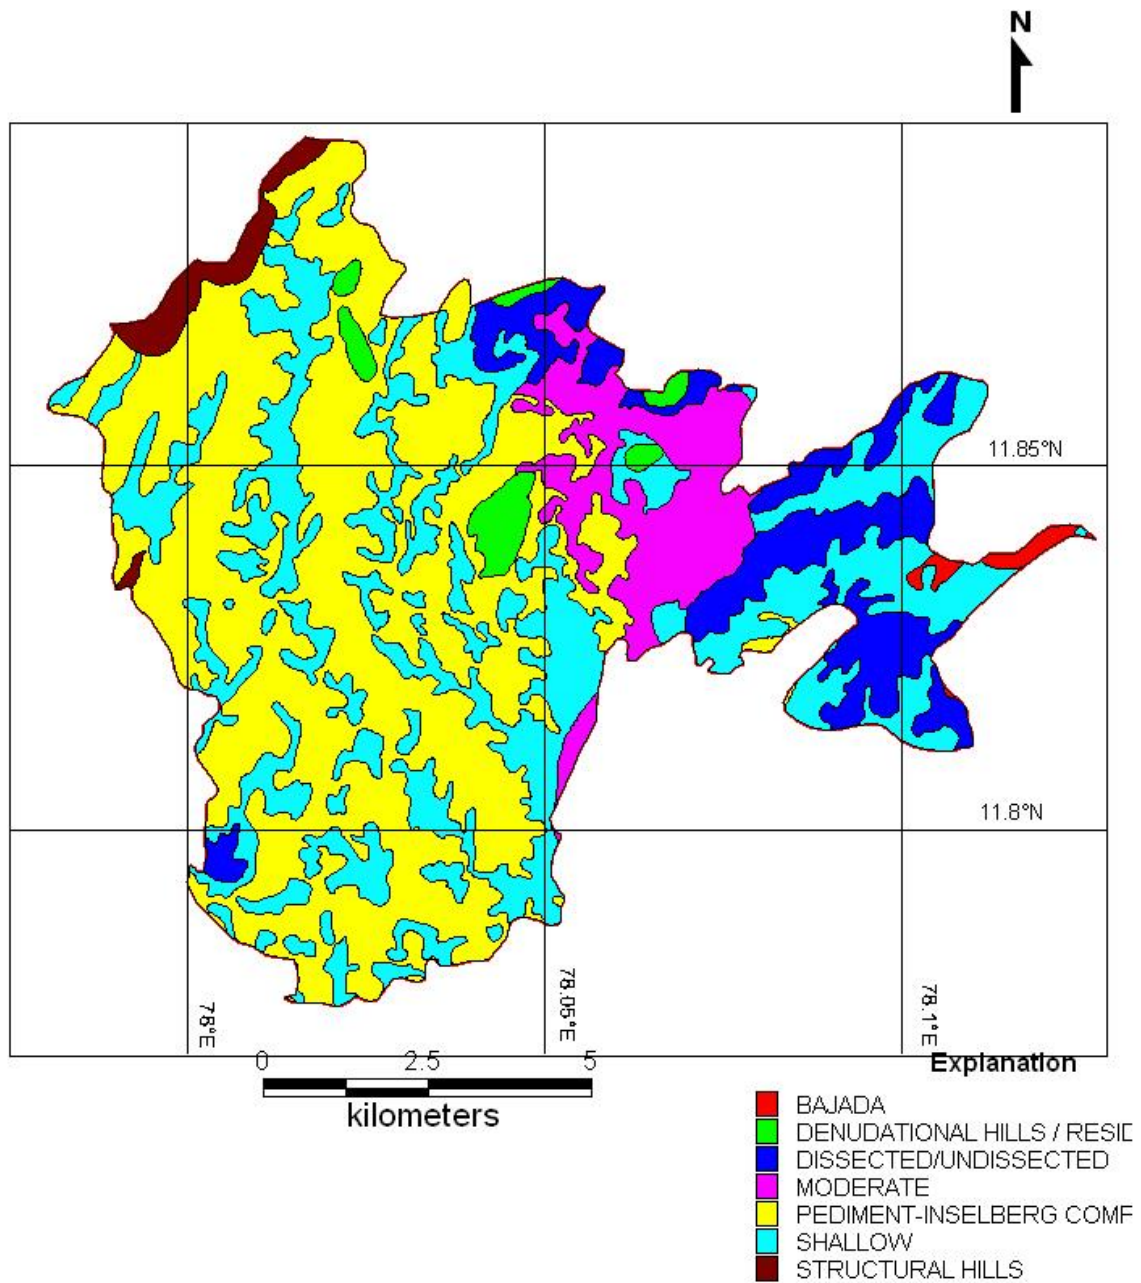 N
11.85°N
11.8°N
78°E
78.05°E
78.1°E
0 2.5 5
kilometers
Explanation
BAJADA
DENUDATIONAL HILLS / RESID
DISSECTED/UNDISSECTED
MODERATE
PEDIMENT-INSELBERG COMP
SHALLOW
STRUCTURAL HILLS